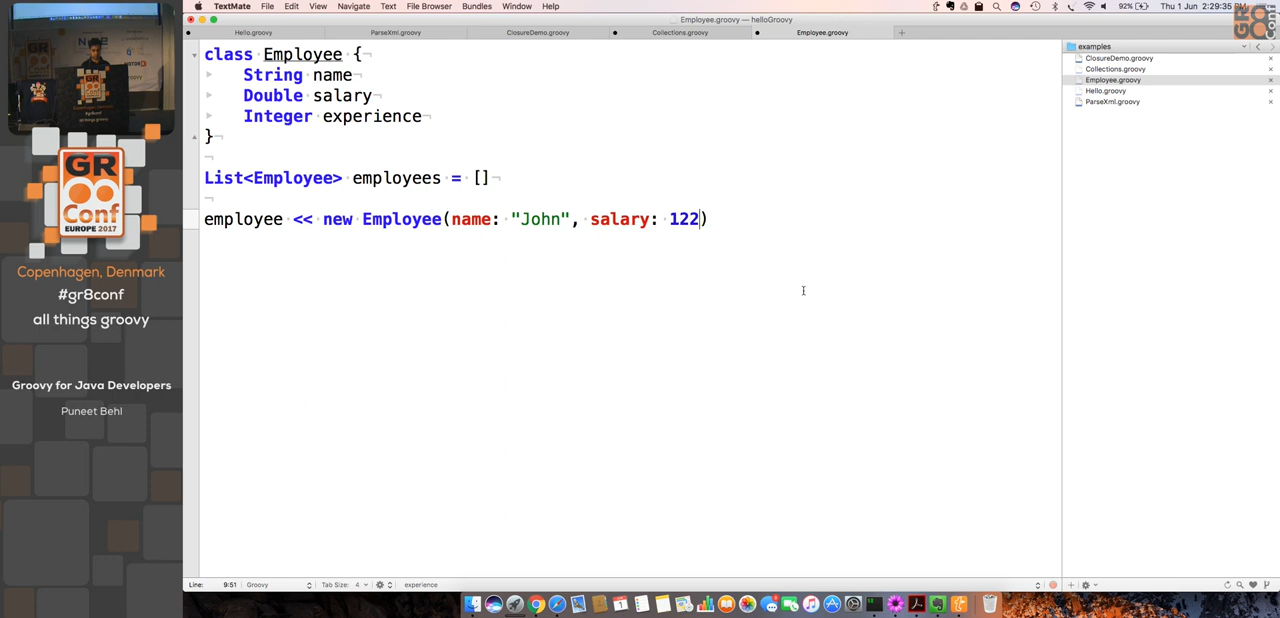 TextMate File Edit View Navigate Text File Browser Bundles Window Help
92% Thu 1 Jun 2:29:35 PM
Employee.groovy — helloGroovy
Hello.groovy ParseXml.groovy ClosureDemo.groovy Collections.groovy Employee.groovy
class Employee {
String name
Double salary
Integer experience
}
List<Employee> employees = []
employee << new Employee(name: "John", salary: 122)
examples
ClosureDemo.groovy
Collections.groovy
Employee.groovy
Hello.groovy
ParseXml.groovy
GR
Conf
EUROPE 2017
Copenhagen, Denmark
#gr8conf
all things groovy
Groovy for Java Developers
Puneet Behl
Line: 9:51 Groovy Tab Size: 4 experience